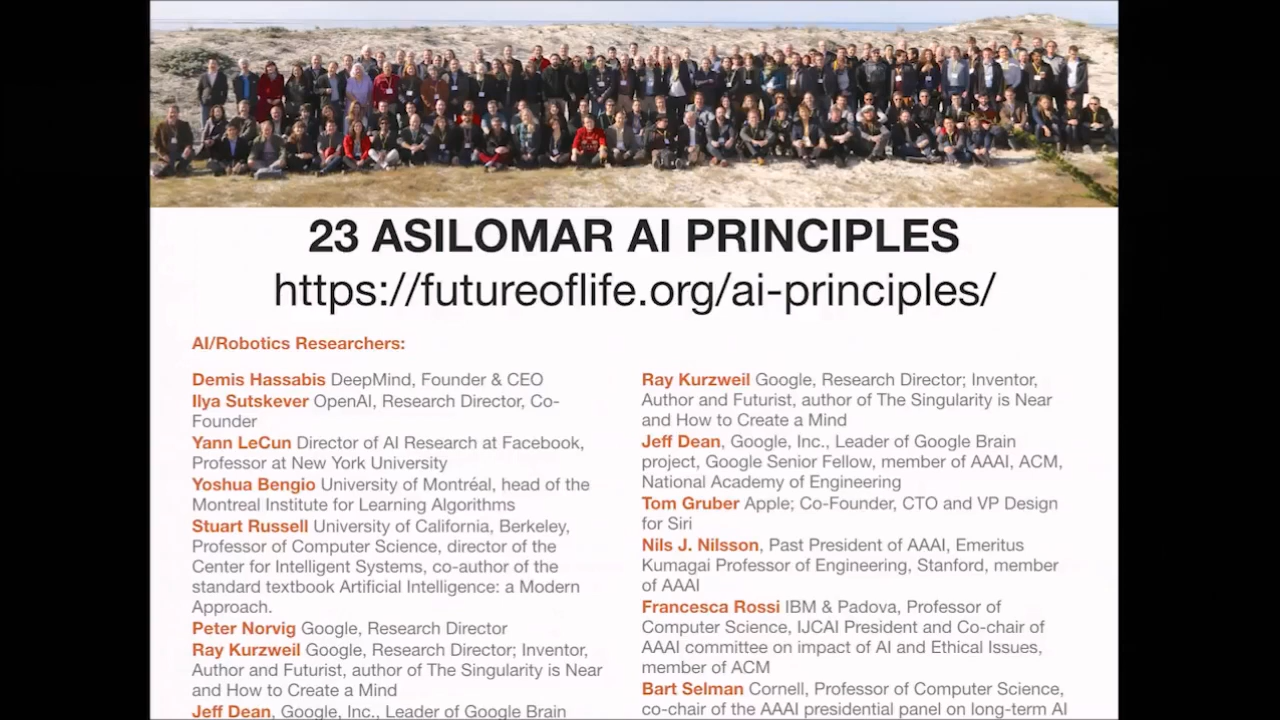 23 ASILOMAR AI PRINCIPLES
https://futureoflife.org/ai-principles/
AI/Robotics Researchers:
Demis Hassabis DeepMind, Founder & CEO
Ilya Sutskever OpenAI, Research Director, Co-
Founder
Yann LeCun Director of AI Research at Facebook,
Professor at New York University
Yoshua Bengio University of Montréal, head of the
Montreal Institute for Learning Algorithms
Stuart Russell University of California, Berkeley,
Professor of Computer Science, director of the
Center for Intelligent Systems, co-author of the
standard textbook Artificial Intelligence: a Modern
Approach.
Peter Norvig Google, Research Director
Ray Kurzweil Google, Research Director; Inventor,
Author and Futurist, author of The Singularity is Near
and How to Create a Mind
Jeff Dean, Google, Inc., Leader of Google Brain
Ray Kurzweil Google, Research Director; Inventor,
Author and Futurist, author of The Singularity is Near
and How to Create a Mind
Jeff Dean, Google, Inc., Leader of Google Brain
project, Google Senior Fellow, member of AAAI, ACM,
National Academy of Engineering
Tom Gruber Apple; Co-Founder, CTO and VP Design
for Siri
Nils J. Nilsson, Past President of AAAI, Emeritus
Kumagai Professor of Engineering, Stanford, member
of AAAI
Francesca Rossi IBM & Padova, Professor of
Computer Science, IJCAI President and Co-chair of
AAAI committee on impact of AI and Ethical Issues,
member of ACM
Bart Selman Cornell, Professor of Computer Science,
co-chair of the AAAI presidential panel on long-term AI